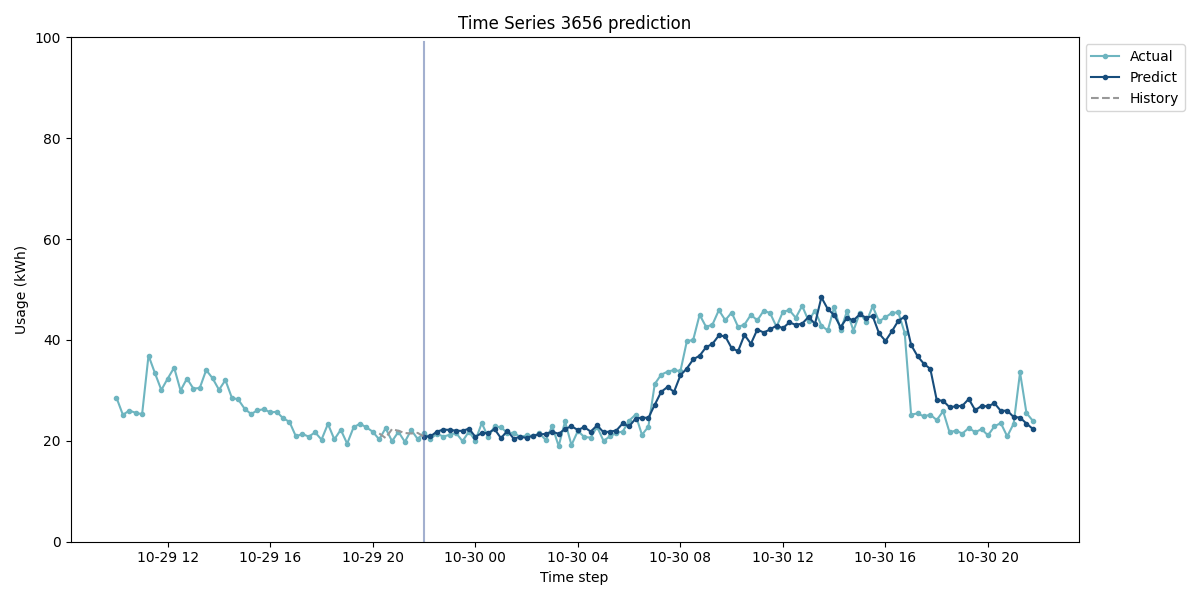 Time Series 3656 prediction
100
80
60
40
20
0
Usage (kWh)
10-29 12
10-29 16
10-29 20
10-30 00
10-30 04
10-30 08
10-30 12
10-30 16
10-30 20
Time step
Actual
Predict
History